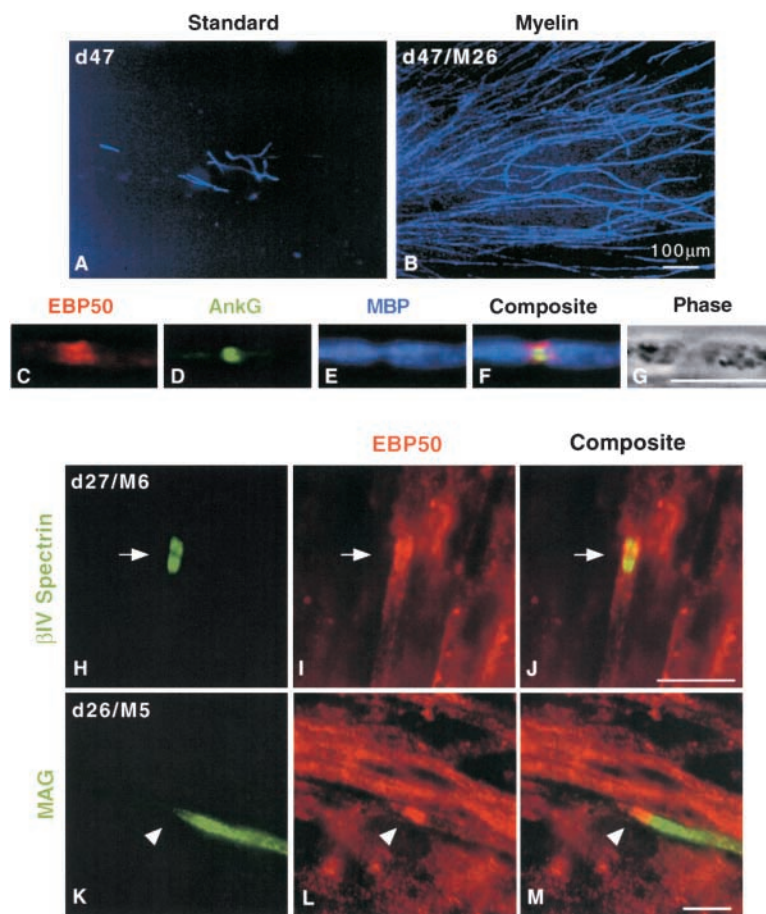 Standard Myelin
d47 d47/M26
A B 100µm
EBP50 AnkG MBP Composite Phase
C D E F G
EBP50 Composite
d27/M6
βIV Spectrin
H I J
d26/M5
MAG
K L M